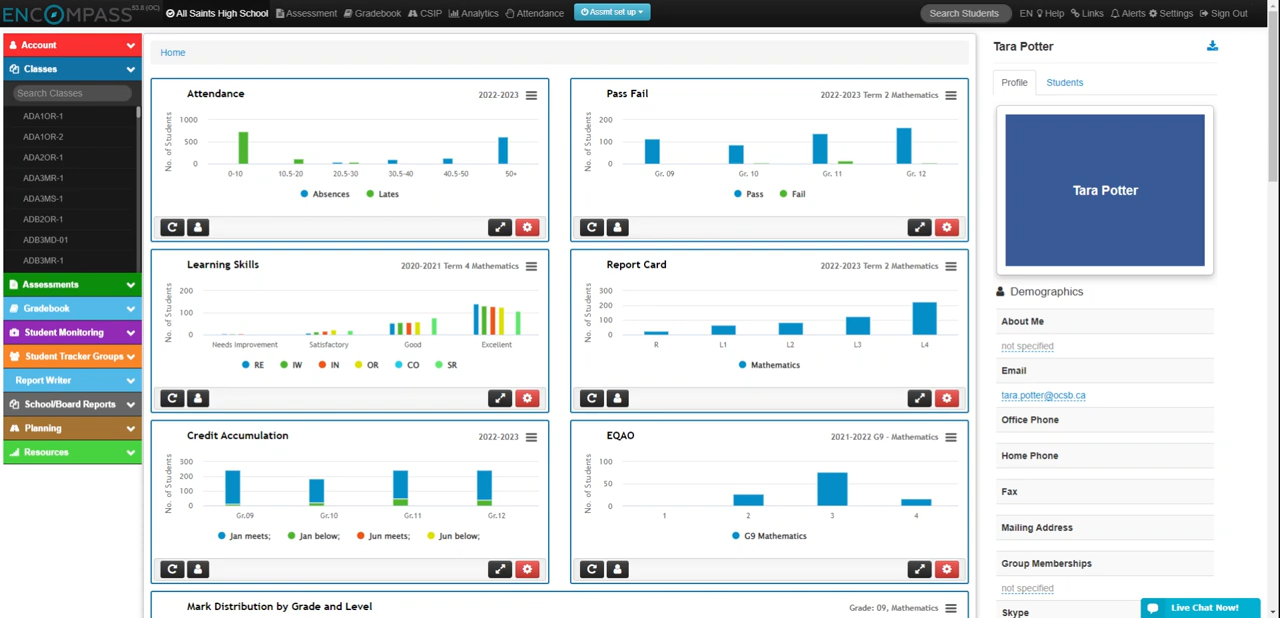 ENCOMPASS 53.8 (OC) All Saints High School Assessment Gradebook CSIP Analytics Attendance Assmt set up Search Students EN Help Links Alerts Settings Sign Out
Account
Classes
Search Classes
ADA1OR-1
ADA1OR-2
ADA2OR-1
ADA3MR-1
ADA3MS-1
ADB2OR-1
ADB3MD-01
ADB3MR-1
Assessments
Gradebook
Student Monitoring
Student Tracker Groups
Report Writer
School/Board Reports
Planning
Resources
Home
Attendance 2022-2023
No. of Students
1000
500
0
0-10 10.5-20 20.5-30 30.5-40 40.5-50 50+
Absences Lates
Pass Fail 2022-2023 Term 2 Mathematics
No. of Students
200
100
0
Gr. 09 Gr. 10 Gr. 11 Gr. 12
Pass Fail
Learning Skills 2020-2021 Term 4 Mathematics
No. of Students
200
100
0
Needs Improvement Satisfactory Good Excellent
RE IW IN OR CO SR
Report Card 2022-2023 Term 2 Mathematics
No. of Students
300
200
100
0
R L1 L2 L3 L4
Mathematics
Credit Accumulation 2022-2023
No. of Students
300
200
100
0
Gr.09 Gr.10 Gr.11 Gr.12
Jan meets; Jan below; Jun meets; Jun below;
EQAO 2021-2022 G9 - Mathematics
No. of Students
100
50
0
1 2 3 4
G9 Mathematics
Mark Distribution by Grade and Level Grade: 09, Mathematics
Tara Potter
Profile Students
Tara Potter
Demographics
About Me
not specified
Email
tara.potter@ocsb.ca
Office Phone
Home Phone
Fax
Mailing Address
Group Memberships
not specified
Skype
Live Chat Now!